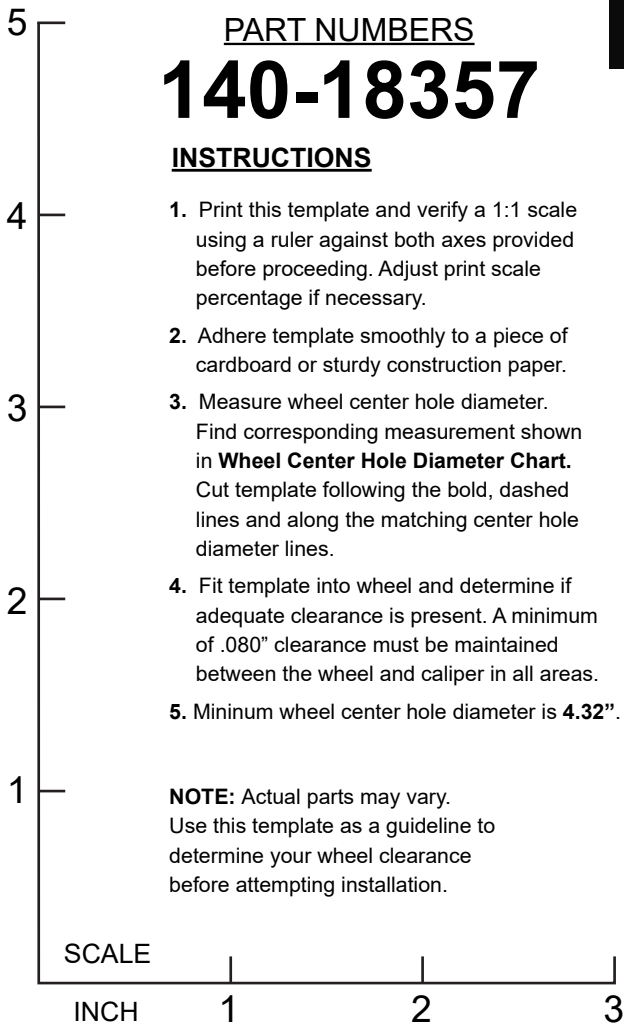 5
PART NUMBERS
140-18357
INSTRUCTIONS
1. Print this template and verify a 1:1 scale
using a ruler against both axes provided
before proceeding. Adjust print scale
percentage if necessary.
4
2. Adhere template smoothly to a piece of
cardboard or sturdy construction paper.
3. Measure wheel center hole diameter.
3
Find corresponding measurement shown
in Wheel Center Hole Diameter Chart.
Cut template following the bold, dashed
lines and along the matching center hole
diameter lines.
4. Fit template into wheel and determine if
2
adequate clearance is present. A minimum
of .080” clearance must be maintained
between the wheel and caliper in all areas.
5. Mininum wheel center hole diameter is 4.32”.
1
NOTE: Actual parts may vary.
Use this template as a guideline to
determine your wheel clearance
before attempting installation.
SCALE
INCH 1 2 3